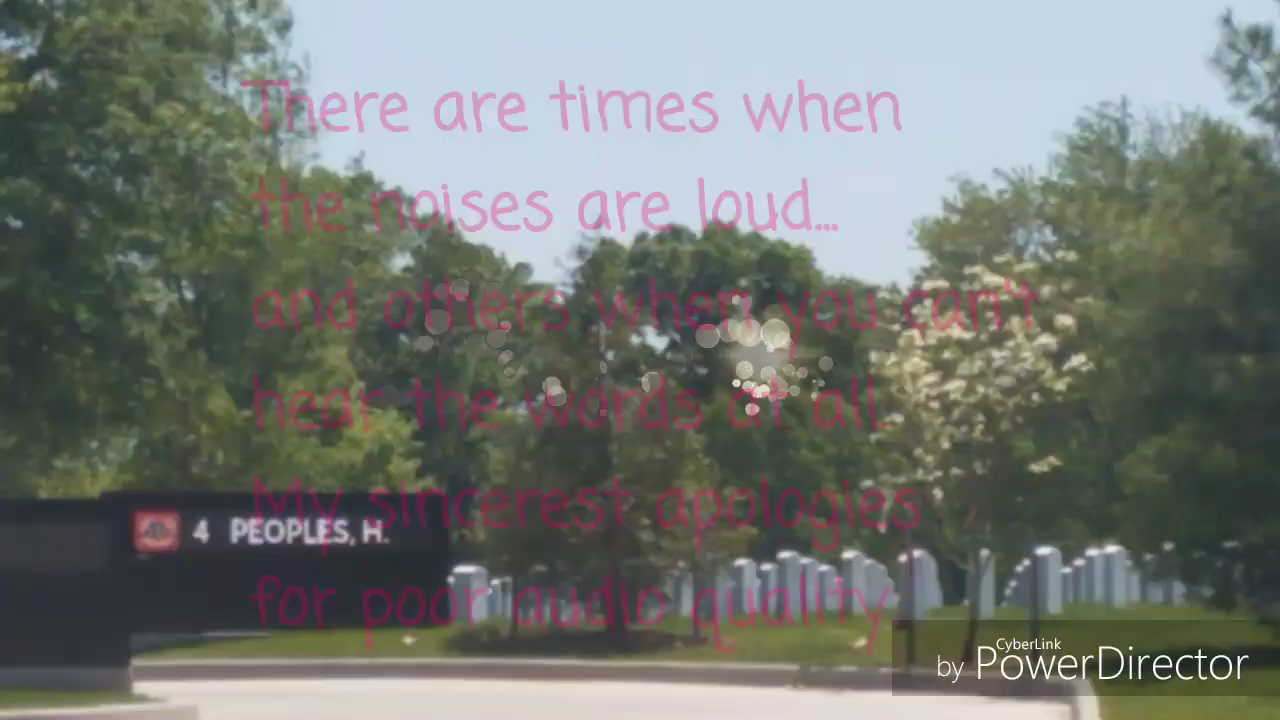 There are times when
the noises are loud...
and others when you can't
hear the words at all.
My sincerest apologies
for poor audio quality
4 PEOPLES, H.
CyberLink
by PowerDirector